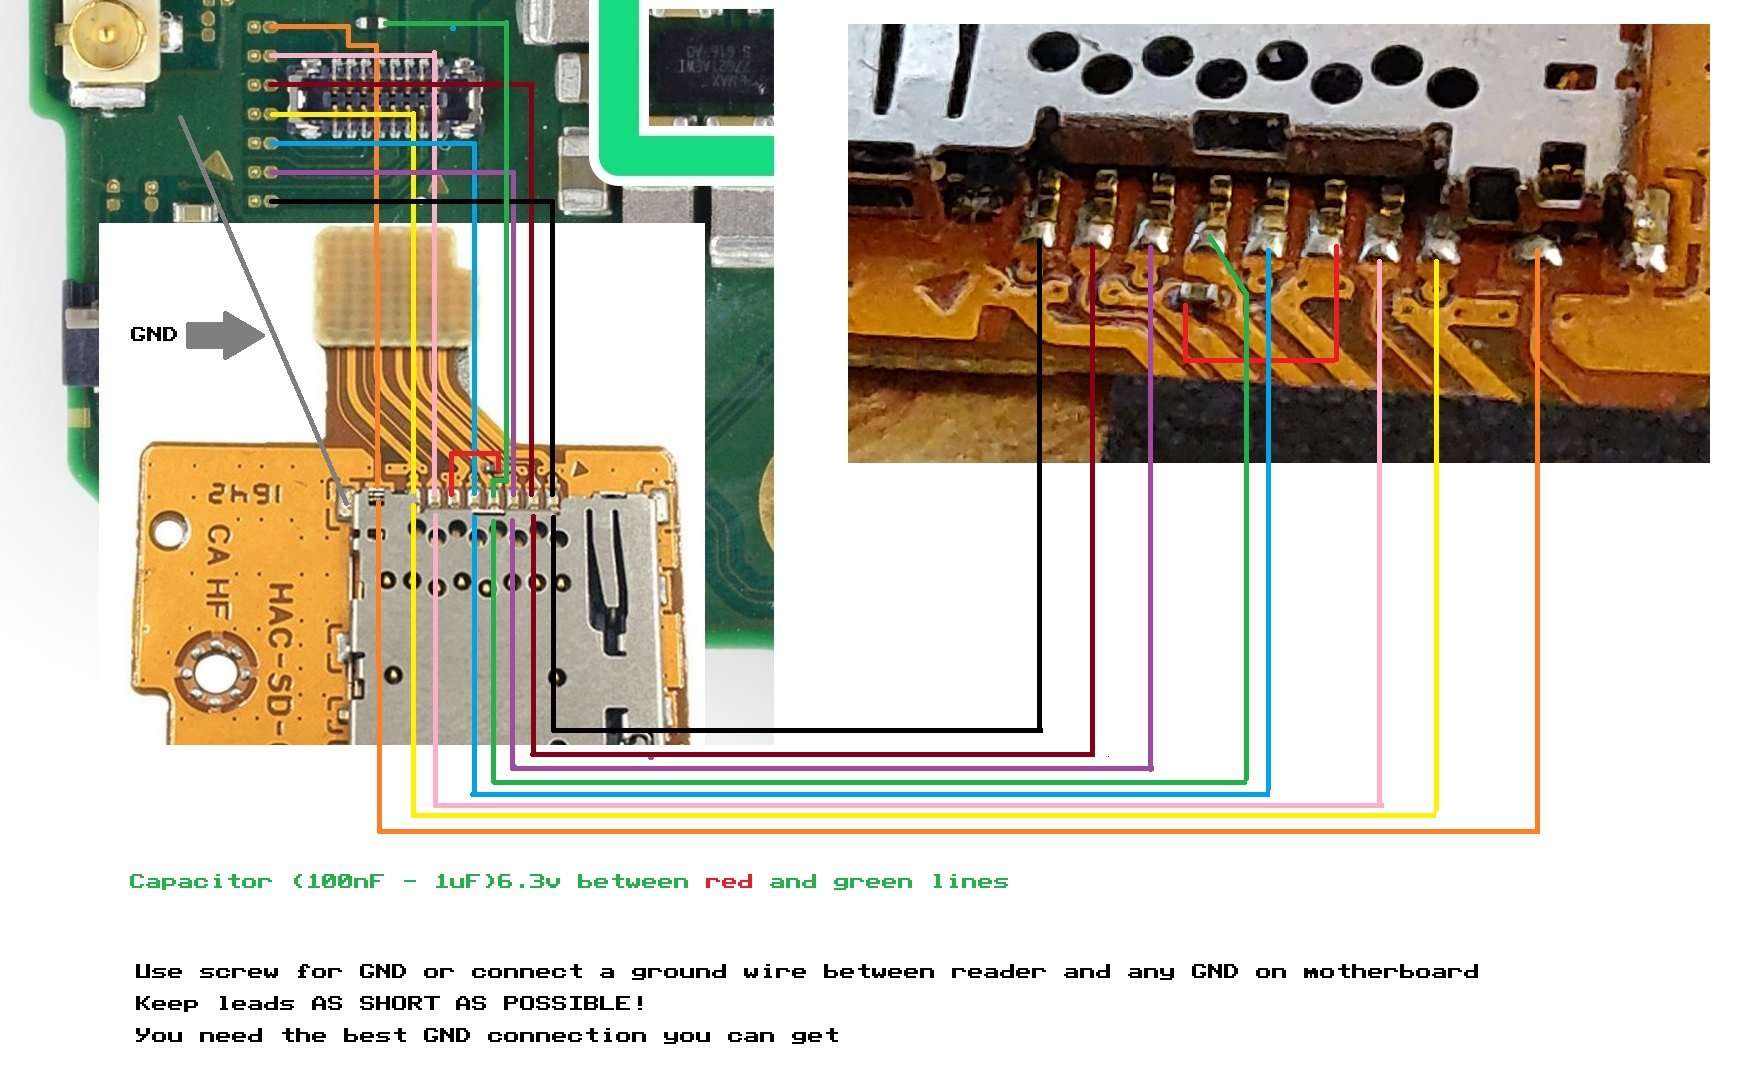 GND
1642
CA HF
HAC-SD-
Capacitor (100nF - 1uF)6.3v between red and green lines
Use screw for GND or connect a ground wire between reader and any GND on motherboard
Keep leads AS SHORT AS POSSIBLE!
You need the best GND connection you can get